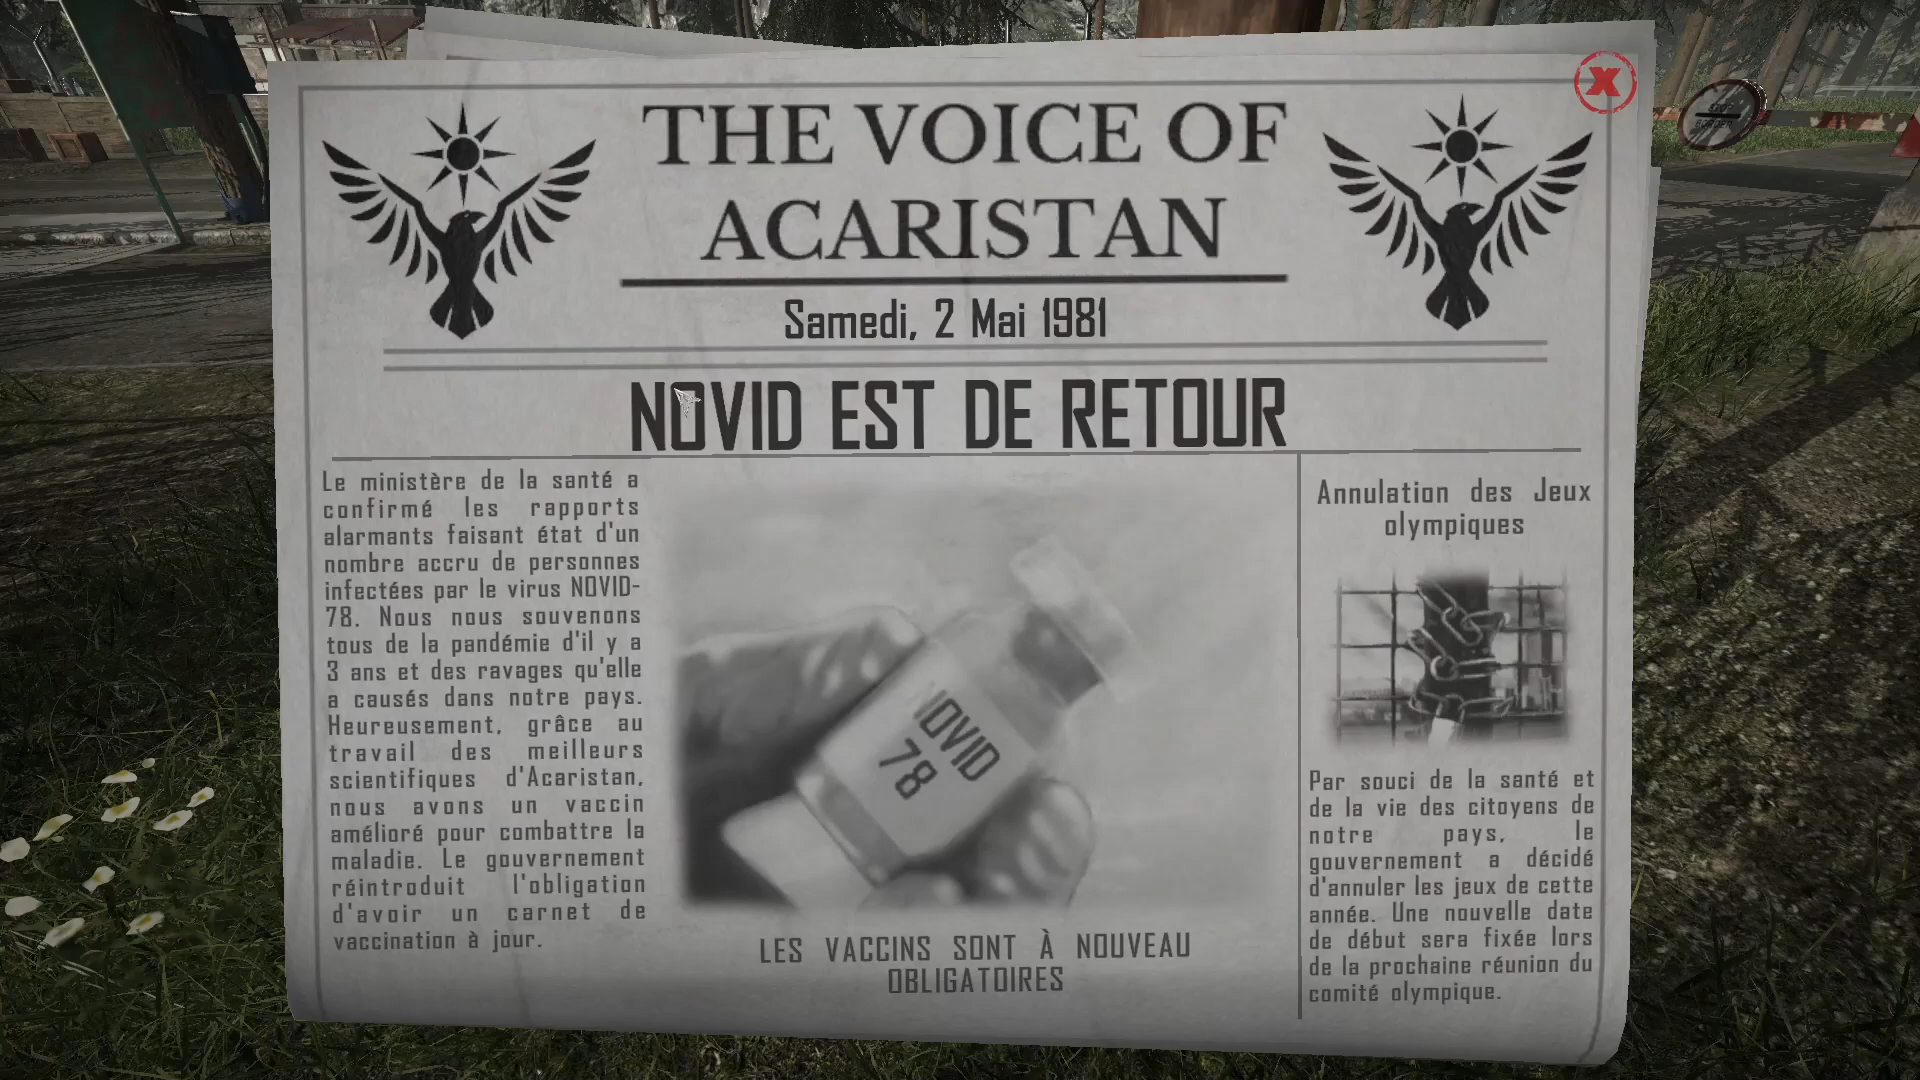 THE VOICE OF
ACARISTAN
Samedi, 2 Mai 1981
NOVID EST DE RETOUR
Le ministère de la santé a
confirmé les rapports
alarmants faisant état d'un
nombre accru de personnes
infectées par le virus NOVID-
78. Nous nous souvenons
tous de la pandémie d'il y a
3 ans et des ravages qu'elle
a causés dans notre pays.
Heureusement, grâce au
travail des meilleurs
scientifiques d'Acaristan,
nous avons un vaccin
amélioré pour combattre la
maladie. Le gouvernement
réintroduit l'obligation
d'avoir un carnet de
vaccination à jour.
NOVID
78
LES VACCINS SONT À NOUVEAU
OBLIGATOIRES
Annulation des Jeux
olympiques
Par souci de la santé et
de la vie des citoyens de
notre pays, le
gouvernement a décidé
d'annuler les jeux de cette
année. Une nouvelle date
de début sera fixée lors
de la prochaine réunion du
comité olympique.
X
BORDER